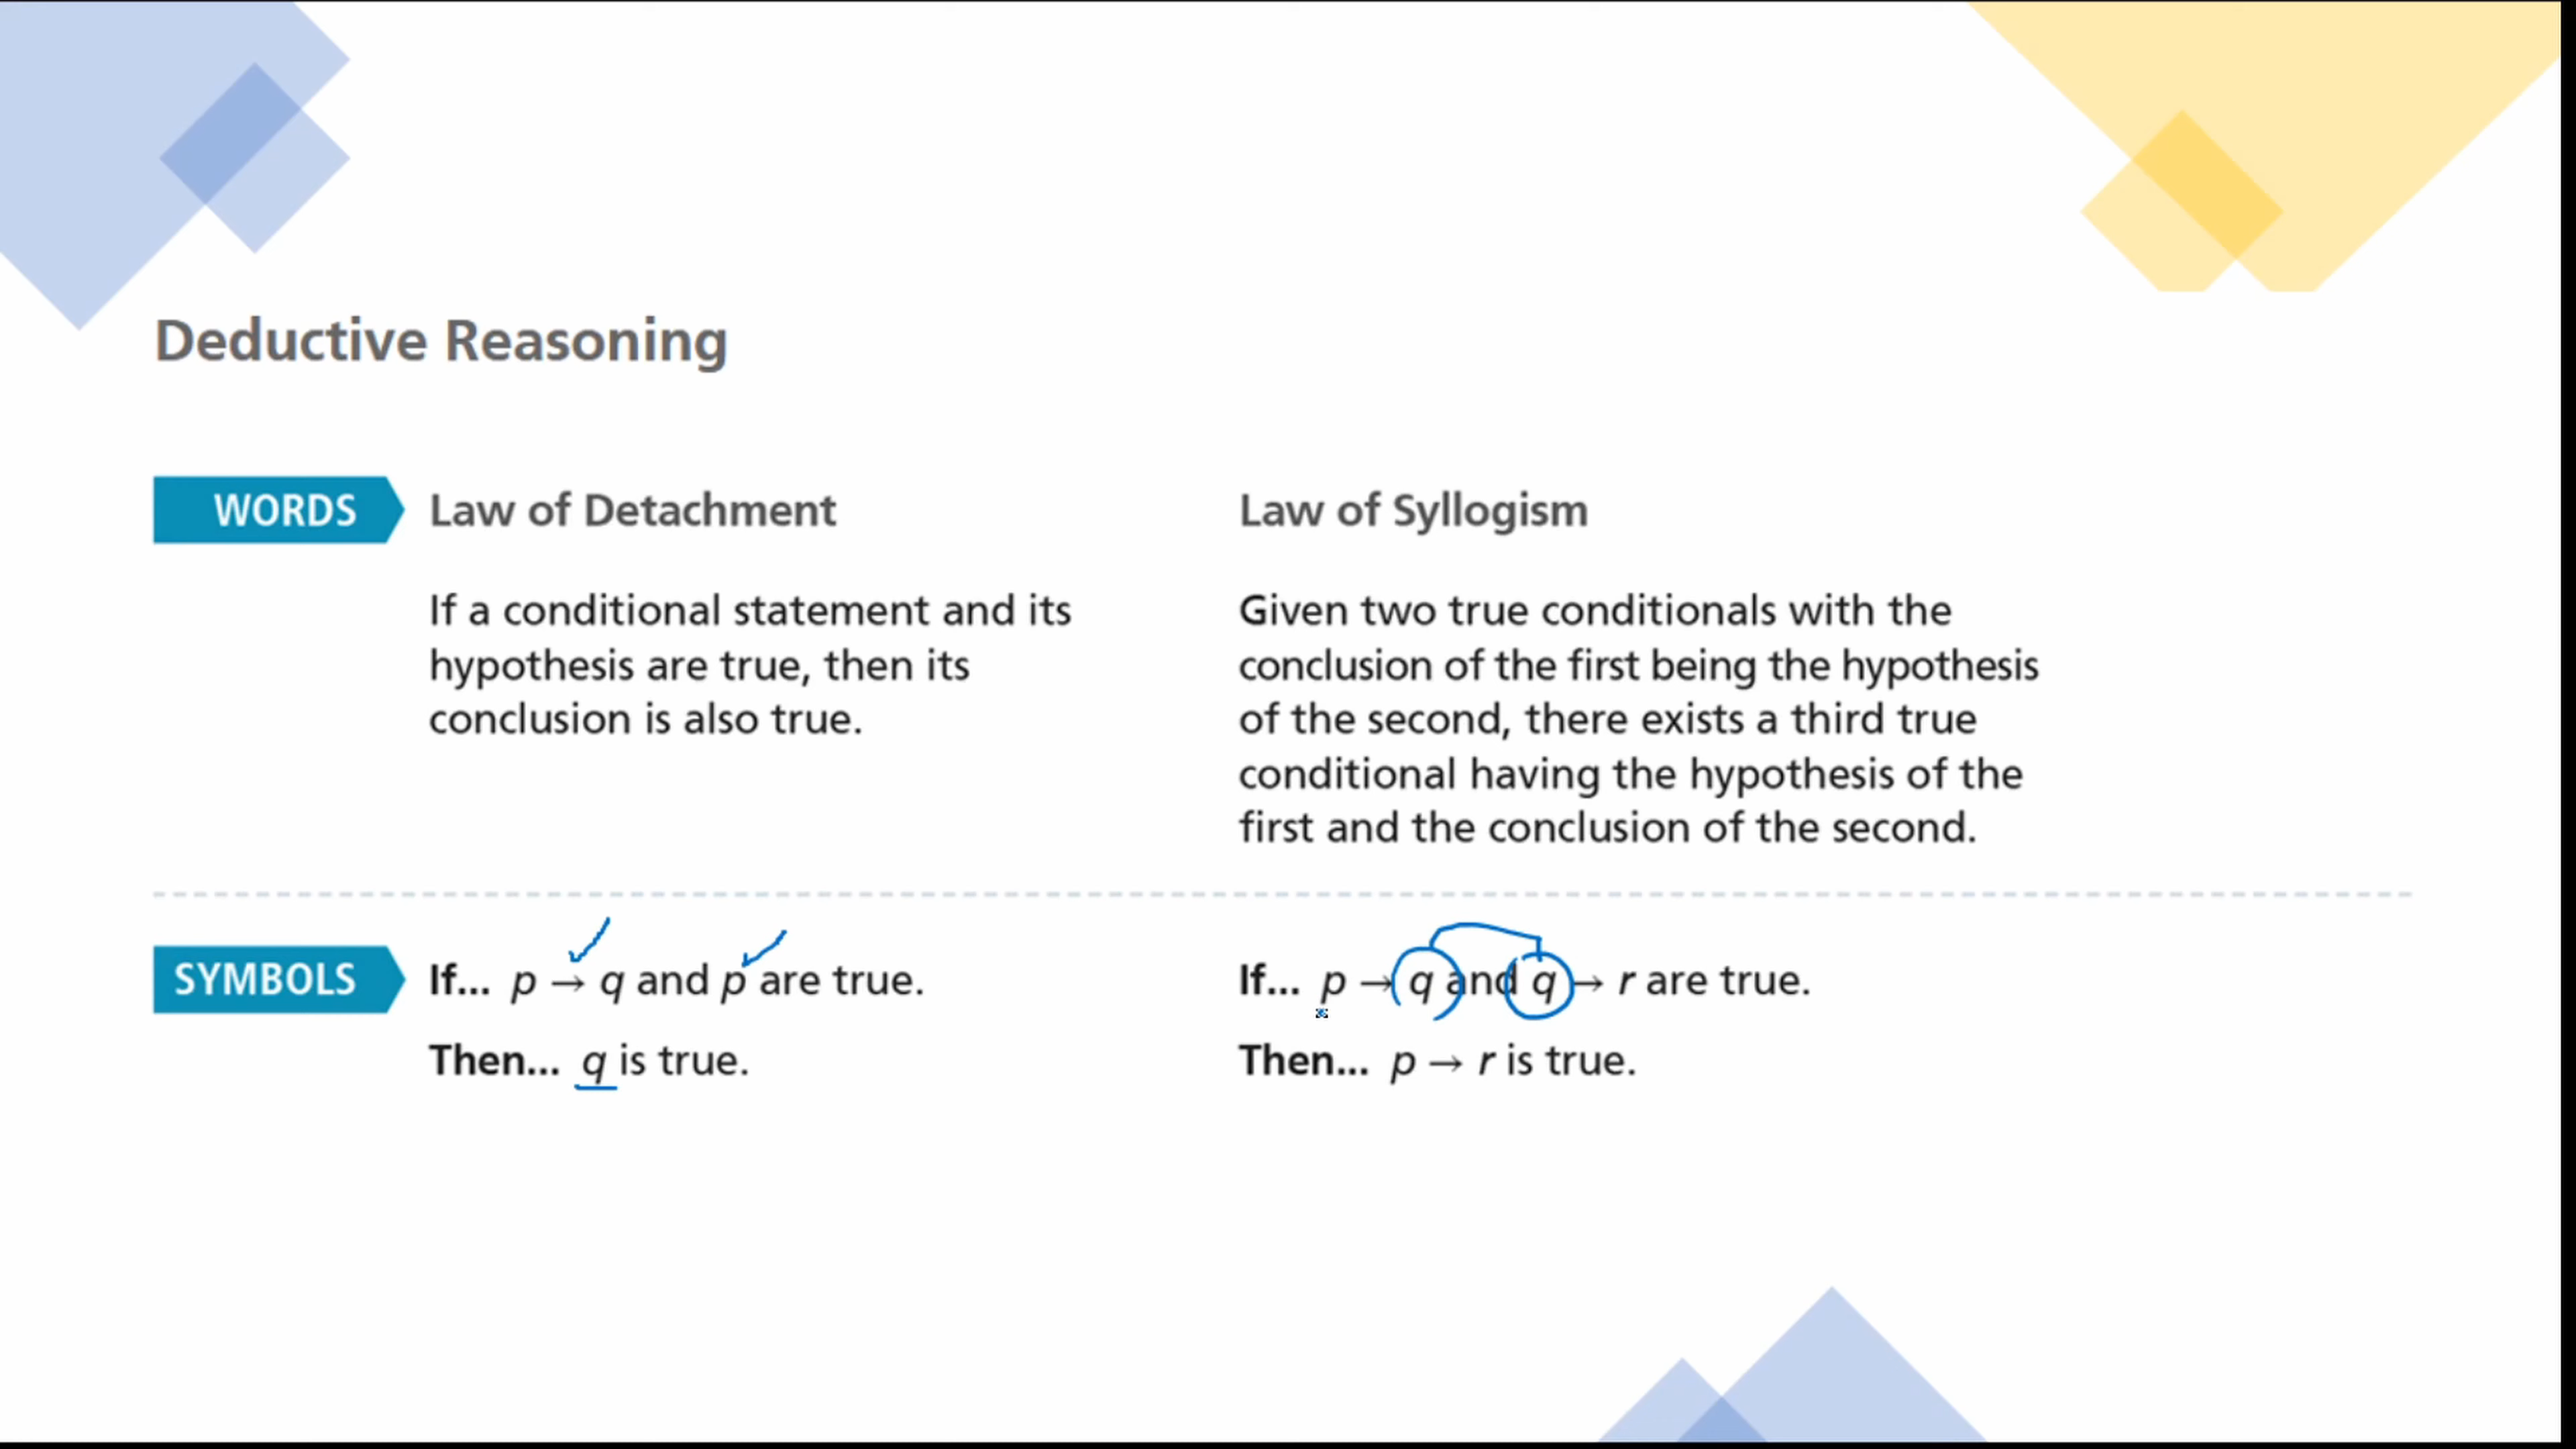 Deductive Reasoning
WORDS
Law of Detachment
If a conditional statement and its
hypothesis are true, then its
conclusion is also true.
Law of Syllogism
Given two true conditionals with the
conclusion of the first being the hypothesis
of the second, there exists a third true
conditional having the hypothesis of the
first and the conclusion of the second.
SYMBOLS
If... p → q and p are true.
Then... q is true.
If... p → q and q → r are true.
Then... p → r is true.